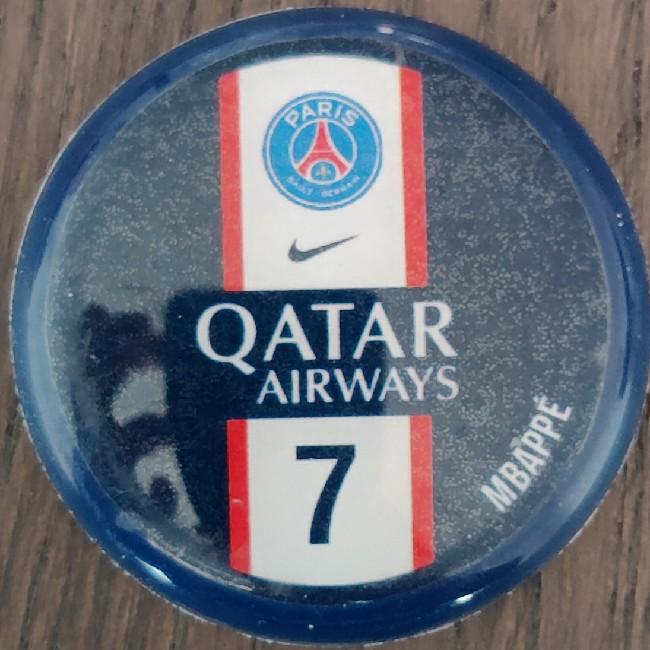 PARIS
SAINT GERMAIN
QATAR
AIRWAYS
7
MBAPPÉ